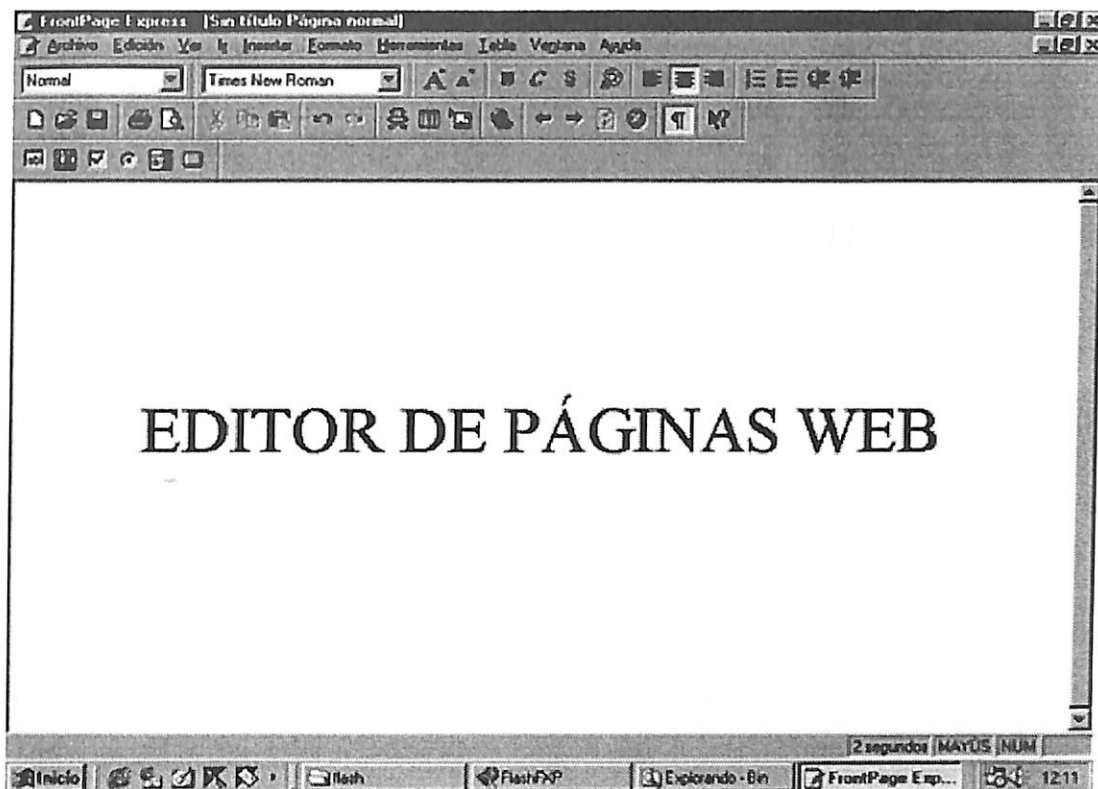 FrontPage Express - [Sin título Página normal]
Archivo Edición Ver Ir Insertar Formato Herramientas Tabla Ventana Ayuda
Normal Times New Roman A A N C S
abl
EDITOR DE PÁGINAS WEB
2 segundos MAYÚS NUM
Inicio flash FlashFXP Explorando - Bin FrontPage Exp... 12:11